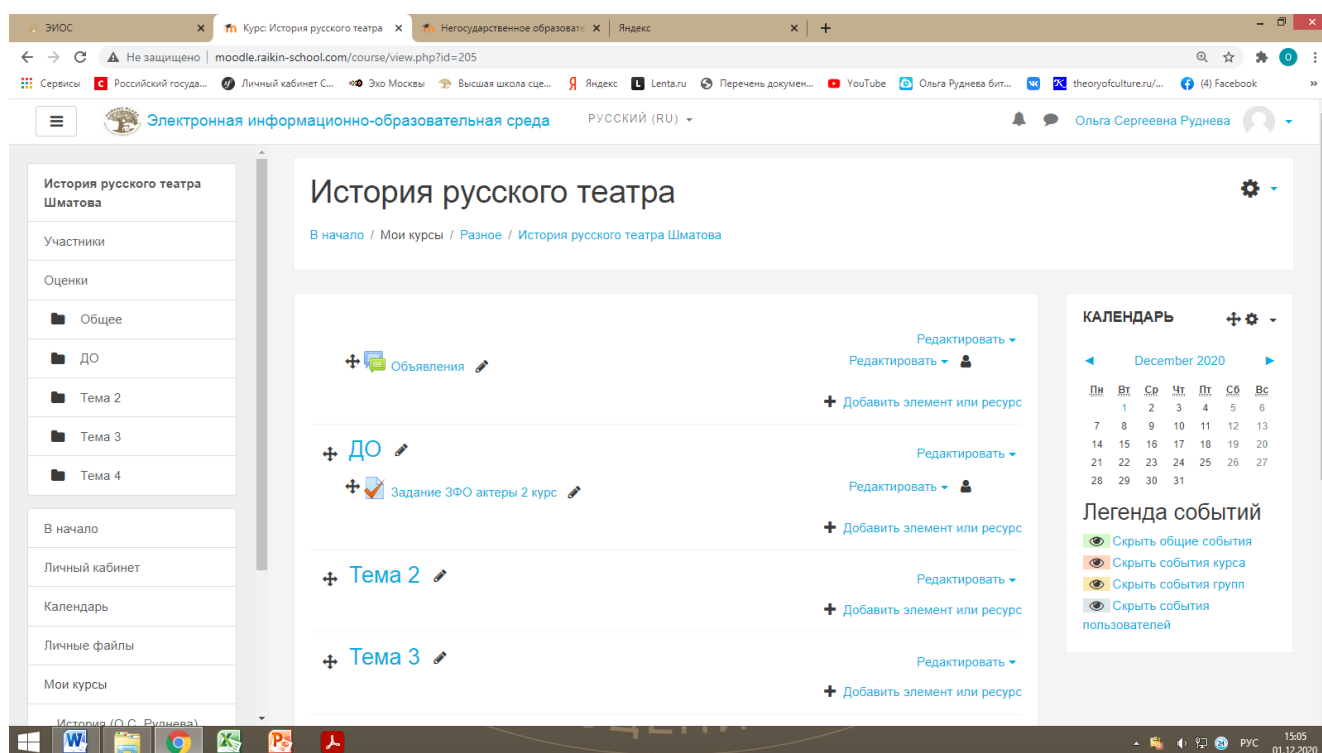 ЭИОС
Курс: История русского театра
Негосударственное образовате
Яндекс
Не защищено | moodle.raikin-school.com/course/view.php?id=205
О
Сервисы
Российский госуда...
Личный кабинет С...
Эхо Москвы
Высшая школа сце...
Яндекс
Lenta.ru
Перечень докумен...
YouTube
Ольга Руднева бит...
theoryofculture.ru/...
(4) Facebook
»
Электронная информационно-образовательная среда
РУССКИЙ (RU)
Ольга Сергеевна Руднева
История русского театра
Шматова
Участники
Оценки
Общее
ДО
Тема 2
Тема 3
Тема 4
В начало
Личный кабинет
Календарь
Личные файлы
Мои курсы
История (О.С. Руднева)
История русского театра
В начало / Мои курсы / Разное / История русского театра Шматова
Редактировать
Объявления
Редактировать
Добавить элемент или ресурс
ДО
Редактировать
Задание ЗФО актеры 2 курс
Редактировать
Добавить элемент или ресурс
Тема 2
Редактировать
Добавить элемент или ресурс
Тема 3
Редактировать
Добавить элемент или ресурс
КАЛЕНДАРЬ
December 2020
Пн Вт Ср Чт Пт Сб Вс
1 2 3 4 5 6
7 8 9 10 11 12 13
14 15 16 17 18 19 20
21 22 23 24 25 26 27
28 29 30 31
Легенда событий
Скрыть общие события
Скрыть события курса
Скрыть события групп
Скрыть события
пользователей
РУС
15:05
01.12.2020